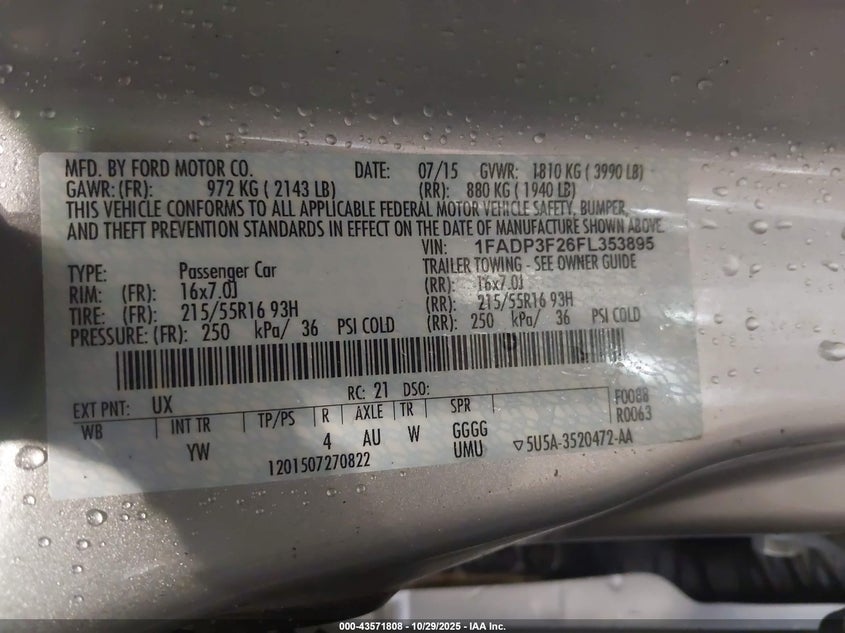 MFD. BY FORD MOTOR CO. DATE: 07/15 GVWR: 1810 KG ( 3990 LB)
GAWR: (FR): 972 KG ( 2143 LB) (RR): 880 KG ( 1940 LB)
THIS VEHICLE CONFORMS TO ALL APPLICABLE FEDERAL MOTOR VEHICLE SAFETY, BUMPER,
AND THEFT PREVENTION STANDARDS IN EFFECT ON THE DATE OF MANUFACTURE SHOWN ABOVE.
VIN: 1FADP3F26FL353895
TYPE: Passenger Car TRAILER TOWING - SEE OWNER GUIDE
RIM: (FR): 16x7.0J (RR): 16x7.0J
TIRE: (FR): 215/55R16 93H (RR): 215/55R16 93H
PRESSURE: (FR): 250 kPa/ 36 PSI COLD (RR): 250 kPa/ 36 PSI COLD
EXT PNT: UX RC: 21 DSO: F0088
WB INT TR TP/PS R AXLE TR SPR R0063
YW 4 AU W GGGG
UMU ▽5U5A-3520472-AA
1201507270822
000-43571808 - 10/29/2025 - IAA Inc.